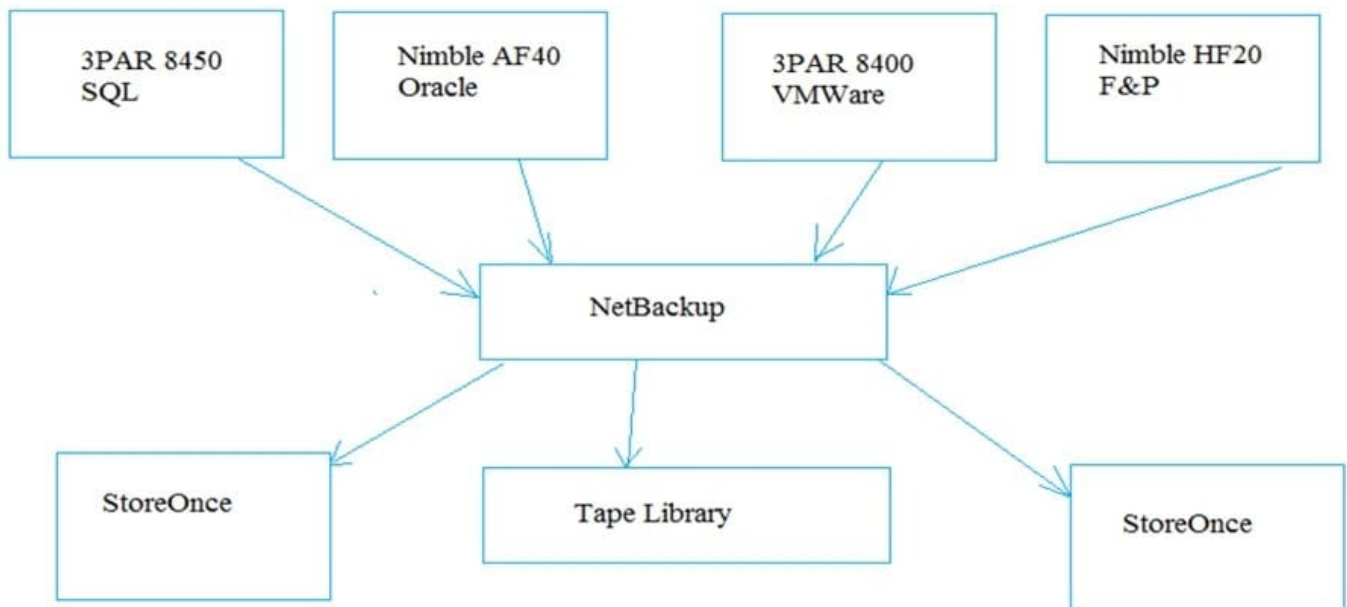 3PAR 8450
SQL
Nimble AF40
Oracle
3PAR 8400
VMWare
Nimble HF20
F&P
NetBackup
StoreOnce
Tape Library
StoreOnce